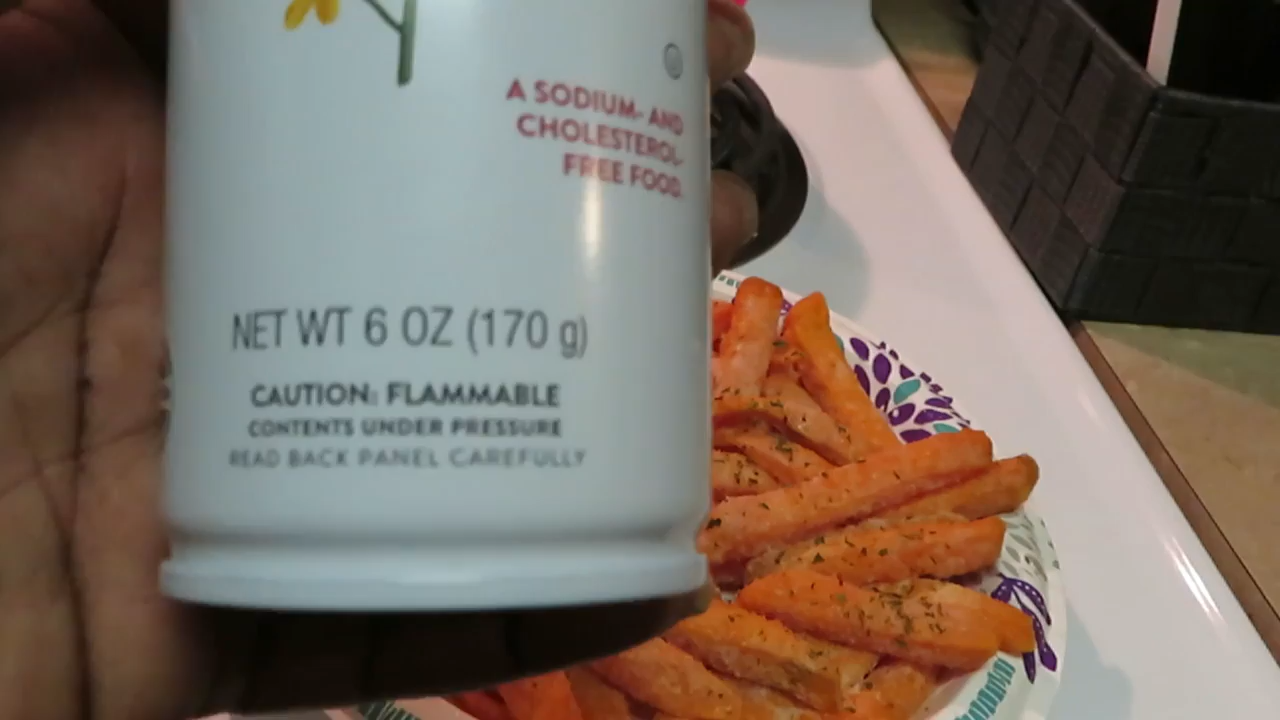 A SODIUM- AND
CHOLESTEROL-
FREE FOOD.
NET WT 6 OZ (170 g)
CAUTION: FLAMMABLE
CONTENTS UNDER PRESSURE
READ BACK PANEL CAREFULLY